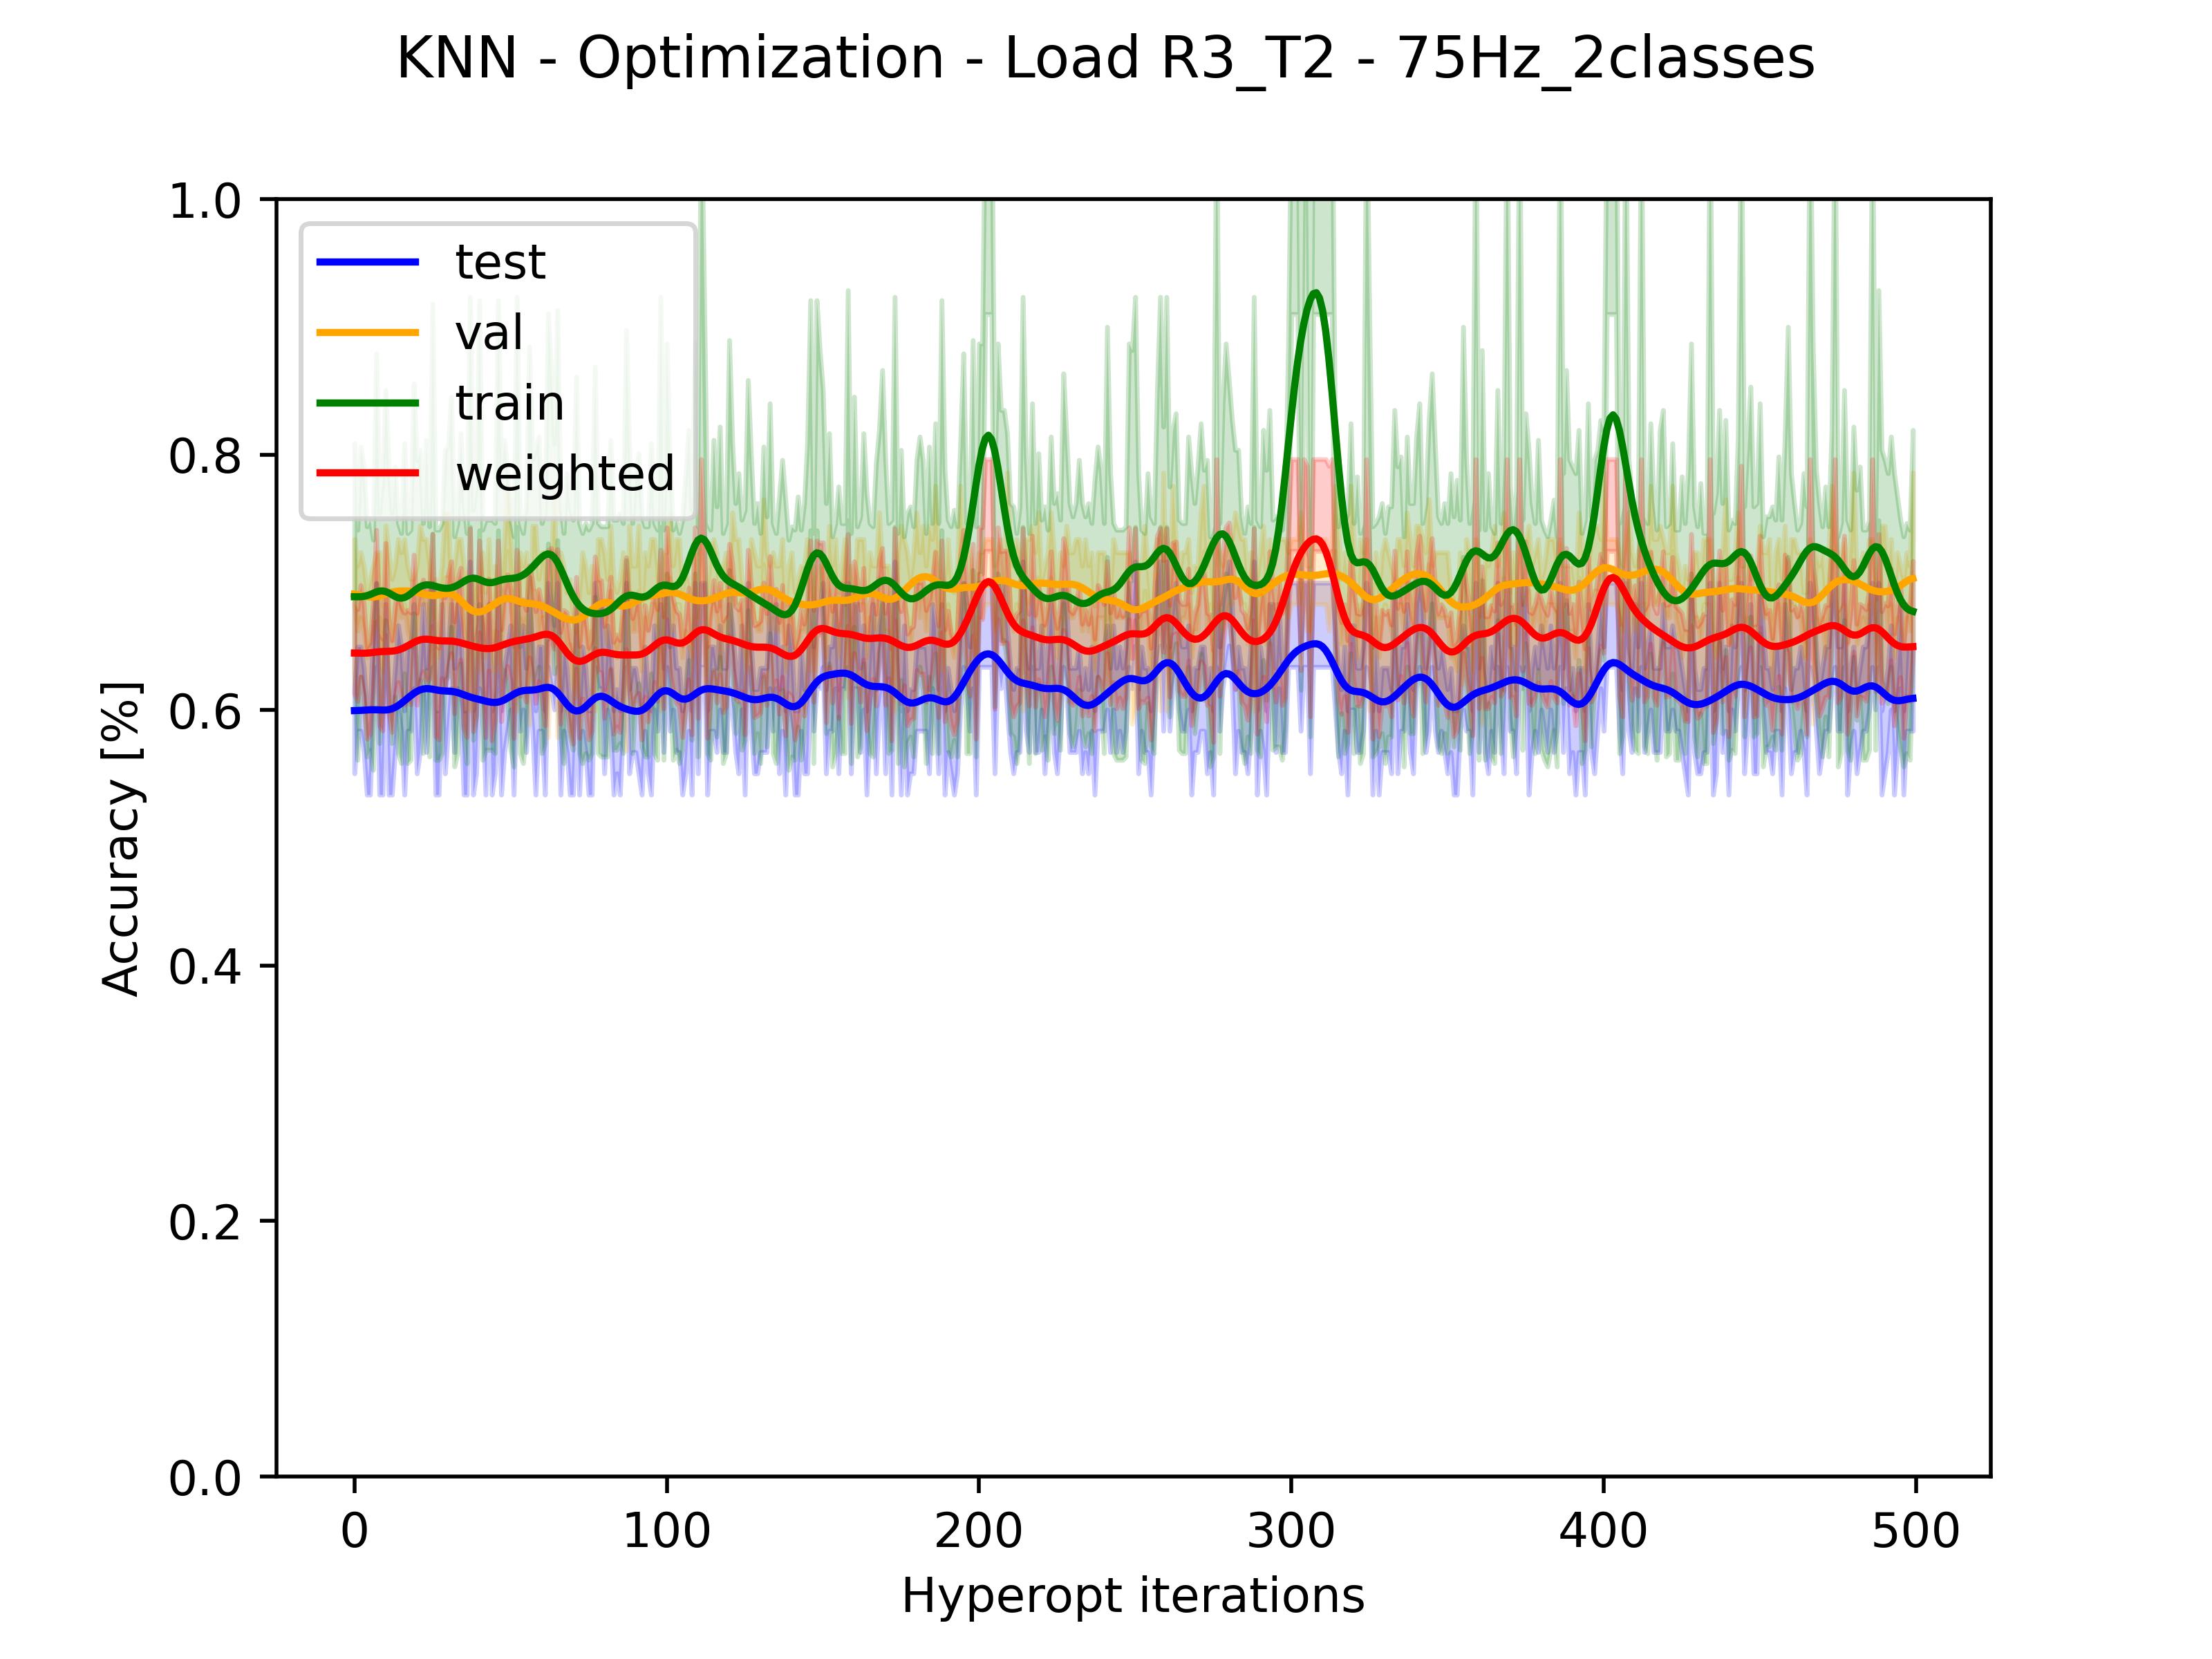 KNN - Optimization - Load R3_T2 - 75Hz_2classes
1.0
0.8
0.6
0.4
0.2
0.0
Accuracy [%]
test
val
train
weighted
0 100 200 300 400 500
Hyperopt iterations